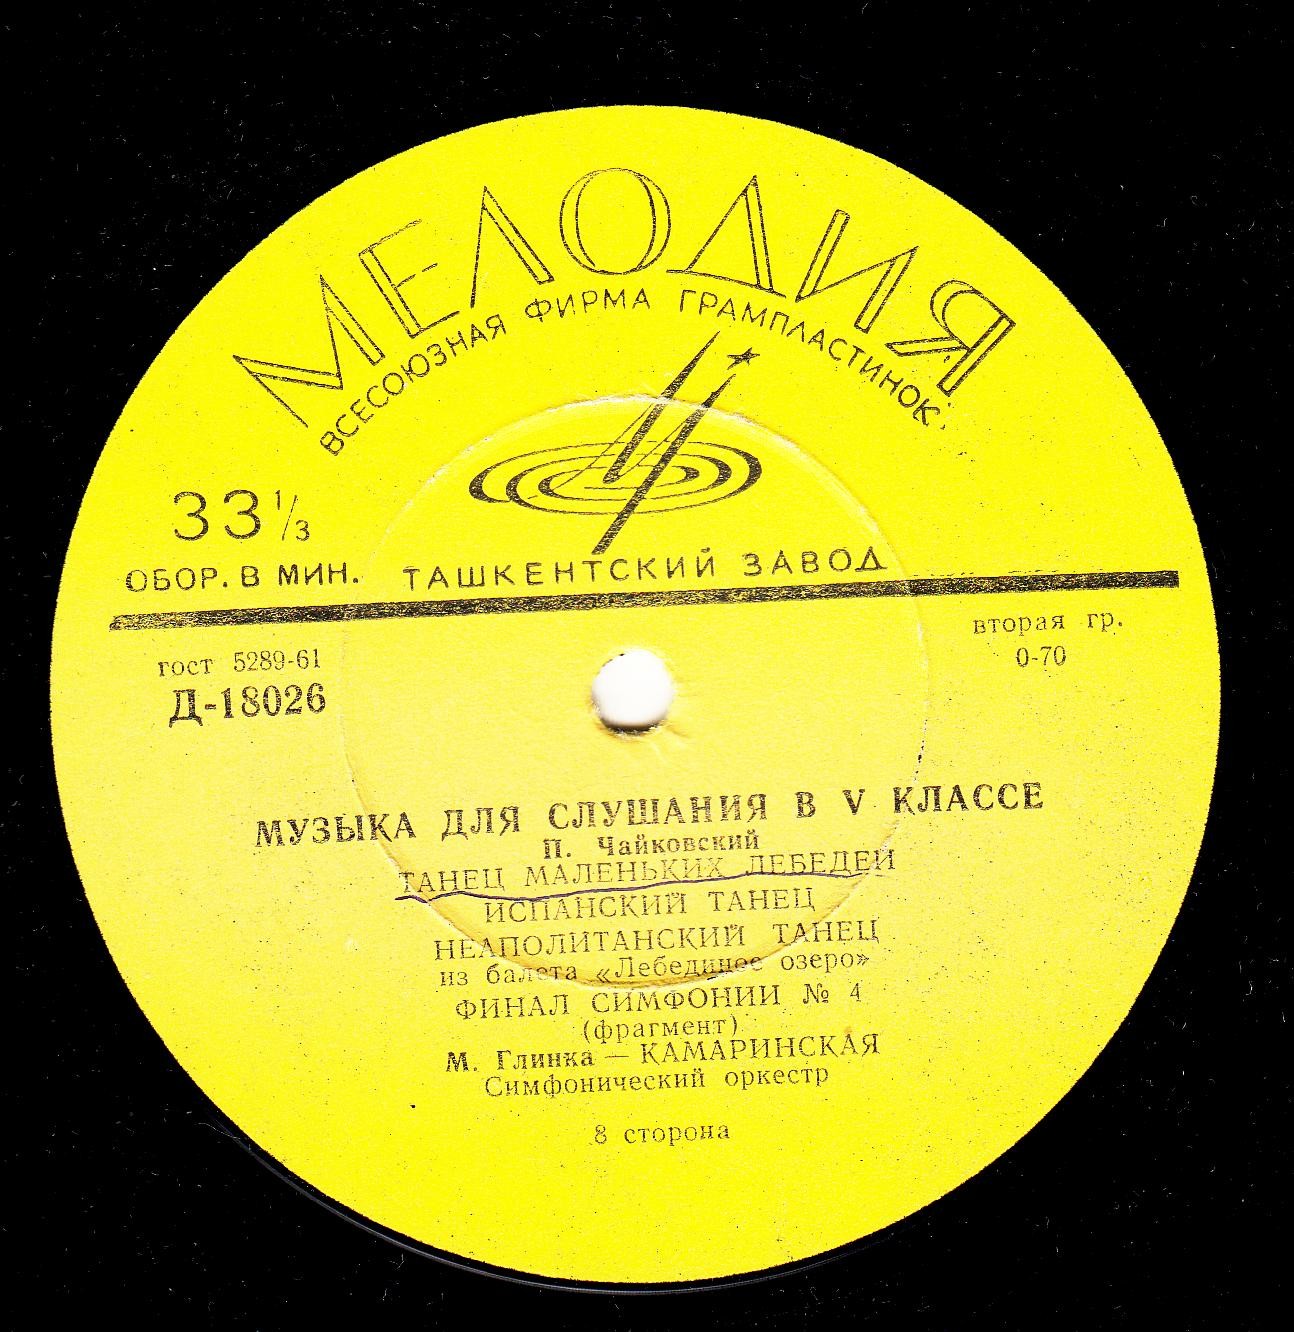 МЕЛОДИЯ
ВСЕСОЮЗНАЯ ФИРМА ГРАМПЛАСТИНОК
33 1/3
ОБОР. В МИН.
ТАШКЕНТСКИЙ ЗАВОД
гост 5289-61
Д-18026
вторая гр.
0-70
МУЗЫКА ДЛЯ СЛУШАНИЯ В V КЛАССЕ
П. Чайковский
ТАНЕЦ МАЛЕНЬКИХ ЛЕБЕДЕЙ
ИСПАНСКИЙ ТАНЕЦ
НЕАПОЛИТАНСКИЙ ТАНЕЦ
из балета «Лебединое озеро»
ФИНАЛ СИМФОНИИ № 4
(фрагмент)
М. Глинка — КАМАРИНСКАЯ
Симфонический оркестр
8 сторона